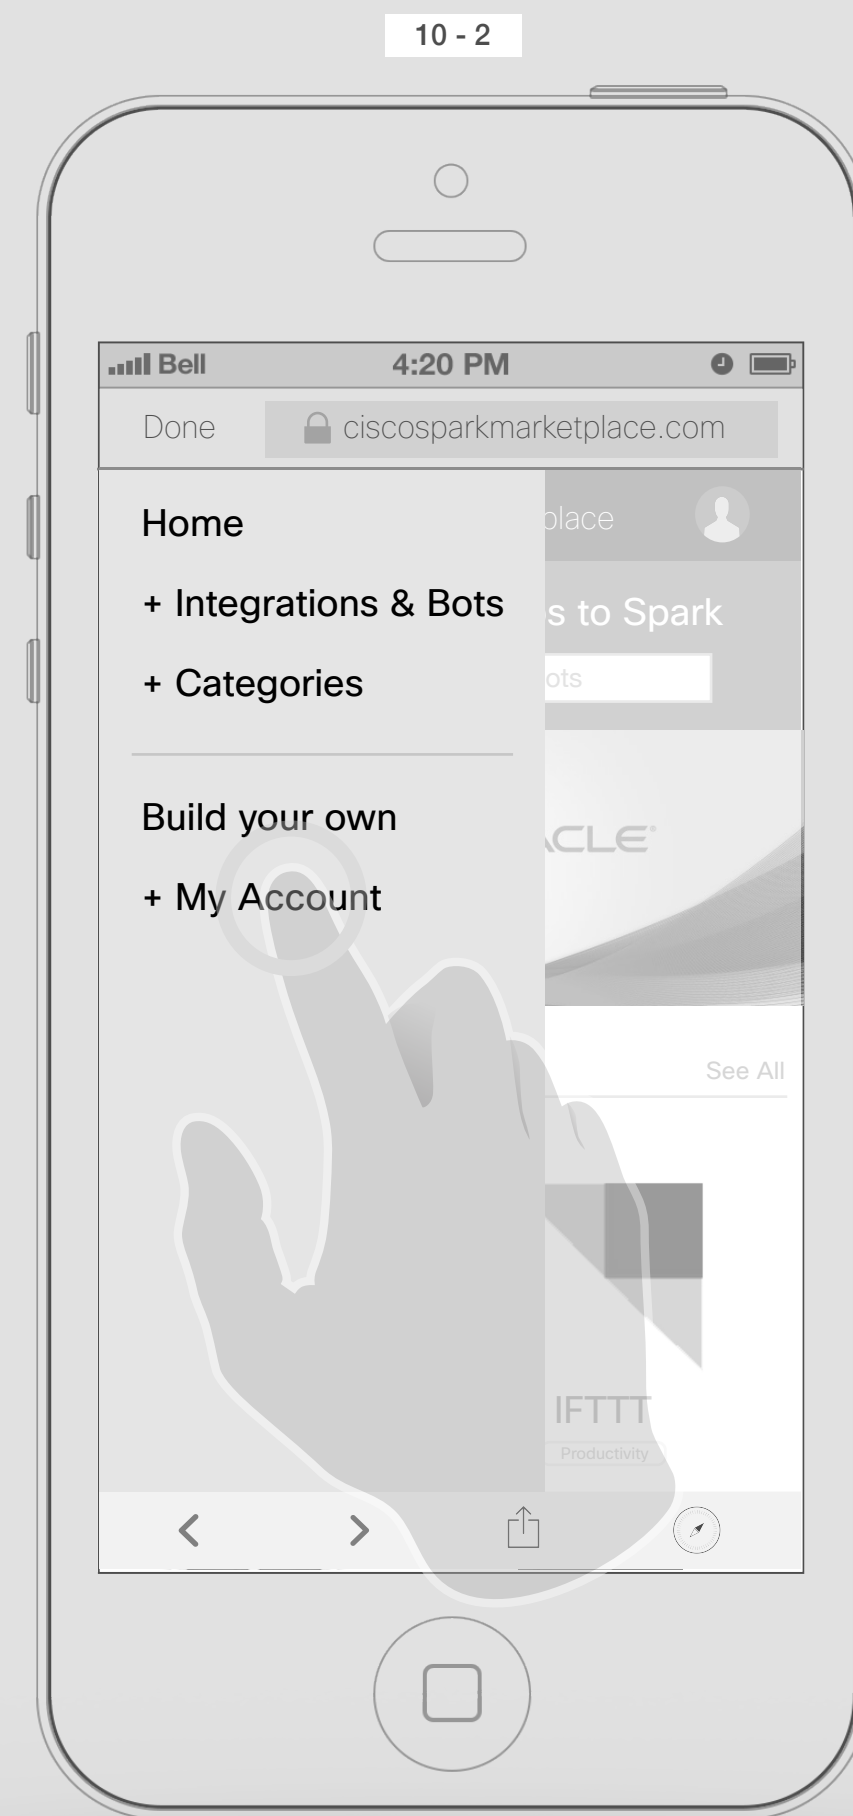 10 - 2
Bell 4:20 PM
Done ciscosparkmarketplace.com
Home
place
+ Integrations & Bots
s to Spark
+ Categories
ots
Build your own
ACLE®
+ My Account
See All
IFTTT
Productivity